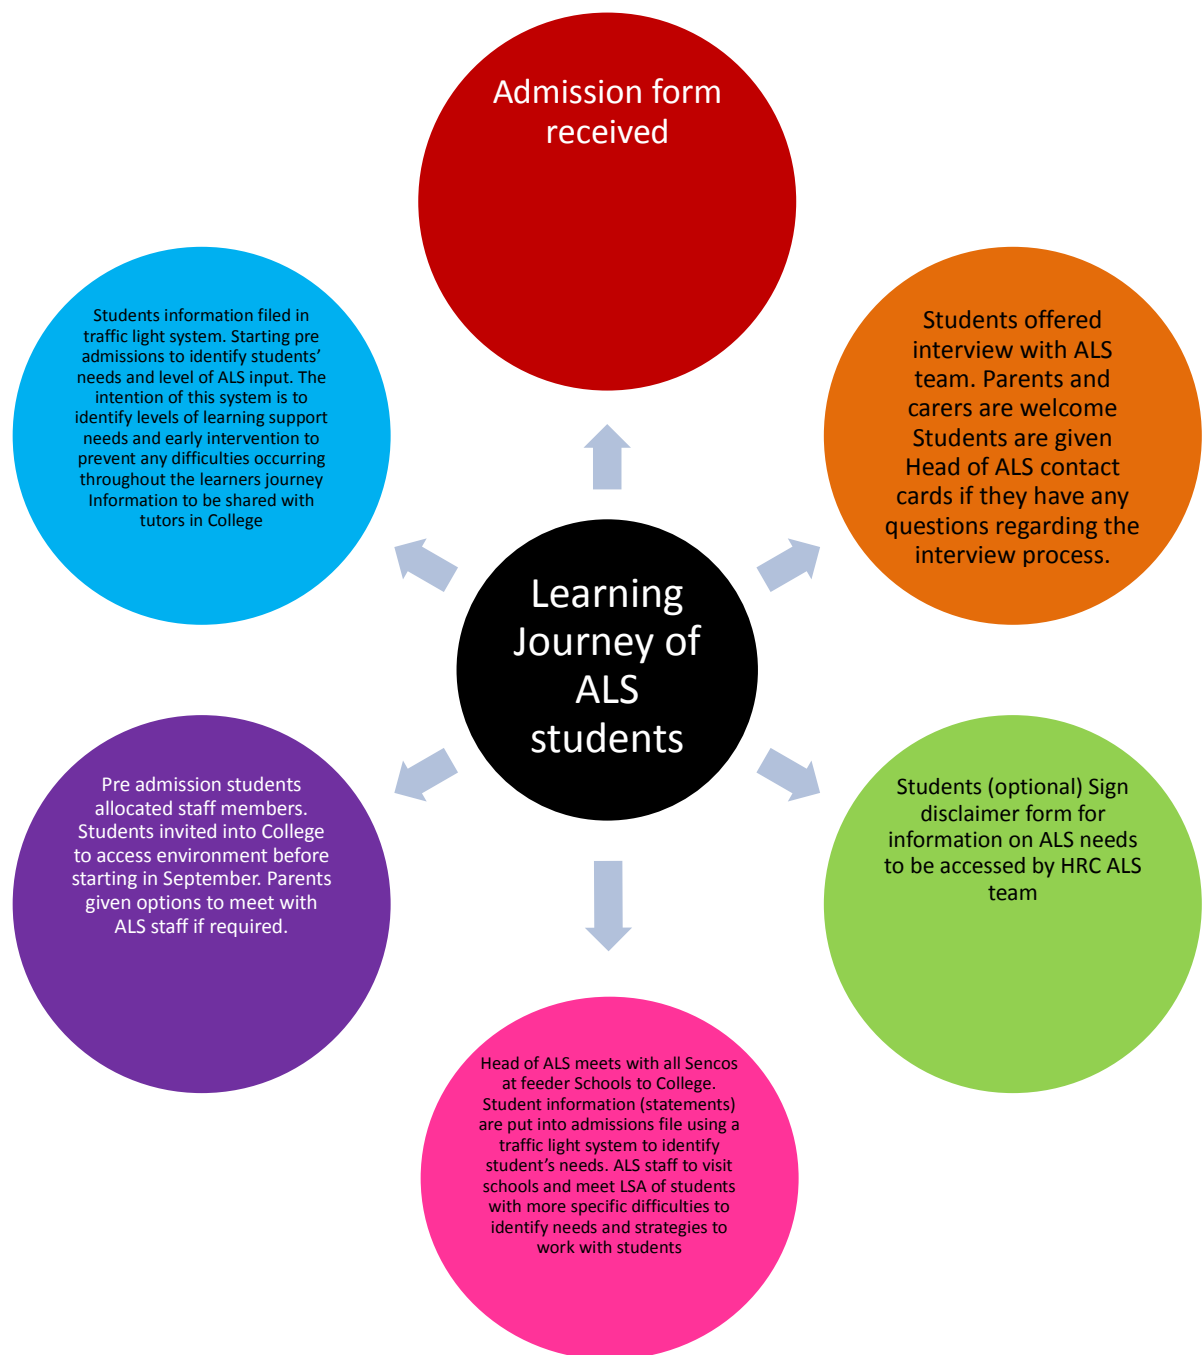 Admission form
received
Students offered
interview with ALS
team. Parents and
carers are welcome
Students are given
Head of ALS contact
cards if they have any
questions regarding the
interview process.
Students (optional) Sign
disclaimer form for
information on ALS needs
to be accessed by HRC ALS
team
Head of ALS meets with all Sencos
at feeder Schools to College.
Student information (statements)
are put into admissions file using a
traffic light system to identify
student’s needs. ALS staff to visit
schools and meet LSA of students
with more specific difficulties to
identify needs and strategies to
work with students
Pre admission students
allocated staff members.
Students invited into College
to access environment before
starting in September. Parents
given options to meet with
ALS staff if required.
Students information filed in
traffic light system. Starting pre
admissions to identify students’
needs and level of ALS input. The
intention of this system is to
identify levels of learning support
needs and early intervention to
prevent any difficulties occurring
throughout the learners journey
Information to be shared with
tutors in College
Learning
Journey of
ALS
students